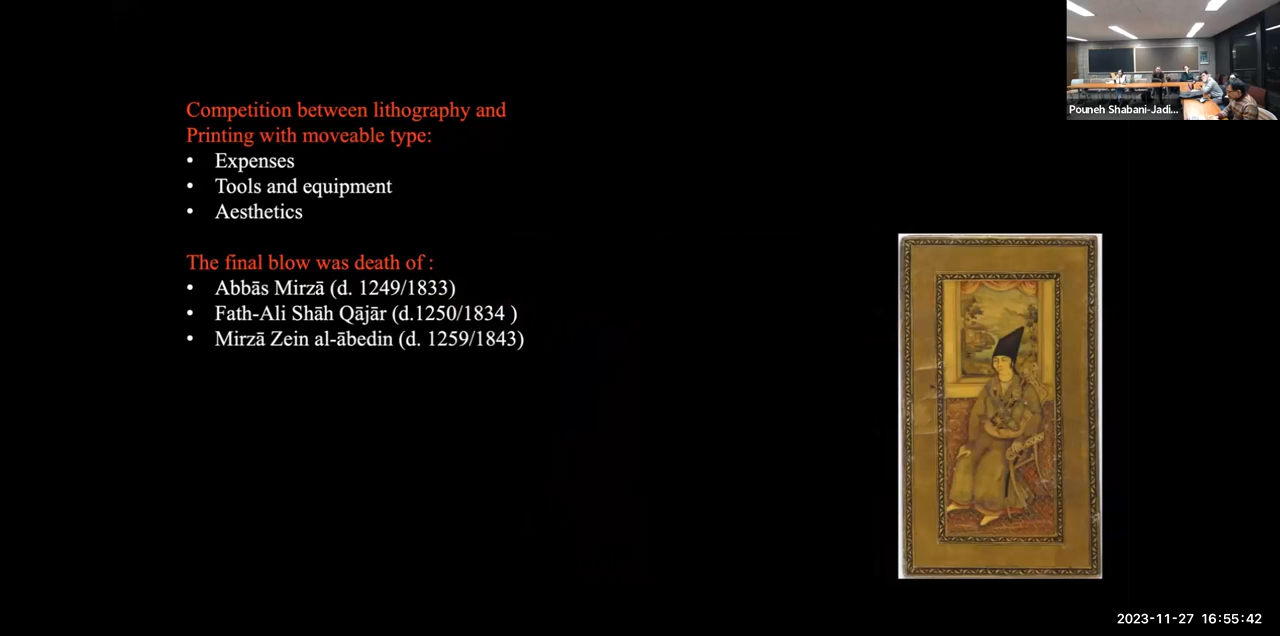 Competition between lithography and
Printing with moveable type:
• Expenses
• Tools and equipment
• Aesthetics
The final blow was death of :
• Abbās Mirzā (d. 1249/1833)
• Fath-Ali Shāh Qājār (d.1250/1834 )
• Mirzā Zein al-ābedin (d. 1259/1843)
Pouneh Shabani-Jadi...
2023-11-27 16:55:42